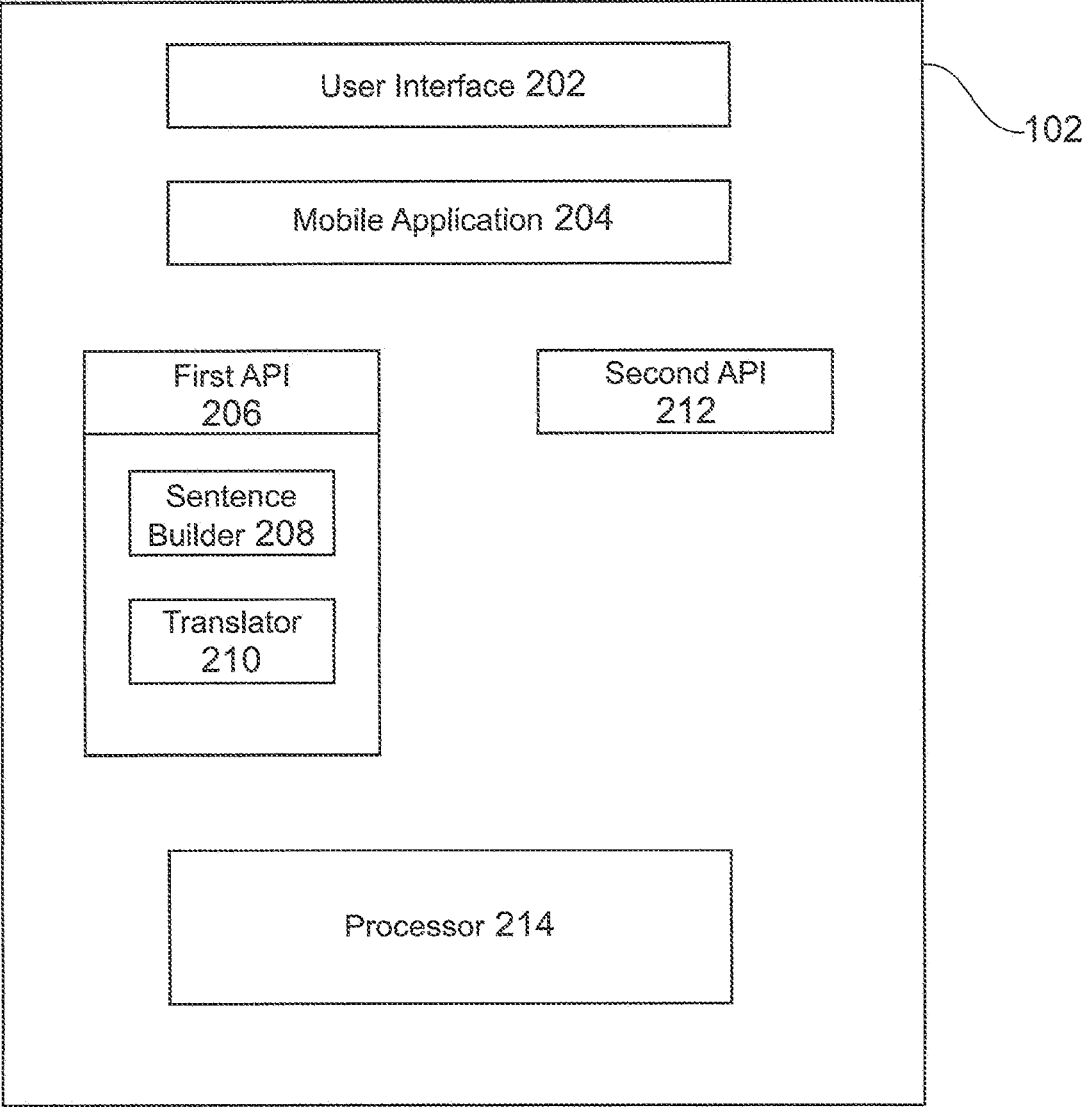 User Interface 202
102
Mobile Application 204
First API
206
Second API
212
Sentence
Builder 208
Translator
210
Processor 214